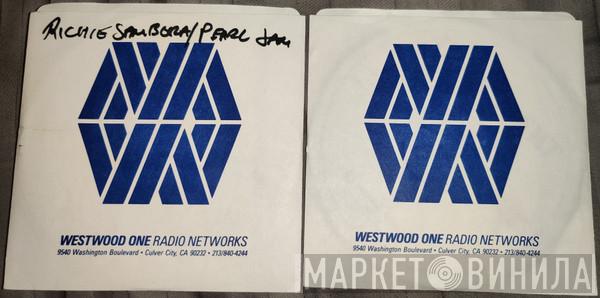 RICHIE SAMBORA/PEARL JAM
WESTWOOD ONE RADIO NETWORKS
9540 Washington Boulevard • Culver City, CA 90232 • 213/840-4244
WESTWOOD ONE RADIO NETWORKS
9540 Washington Boulevard • Culver City, CA 90232 • 213/840-4244
МАРКЕТ ВИНИЛА